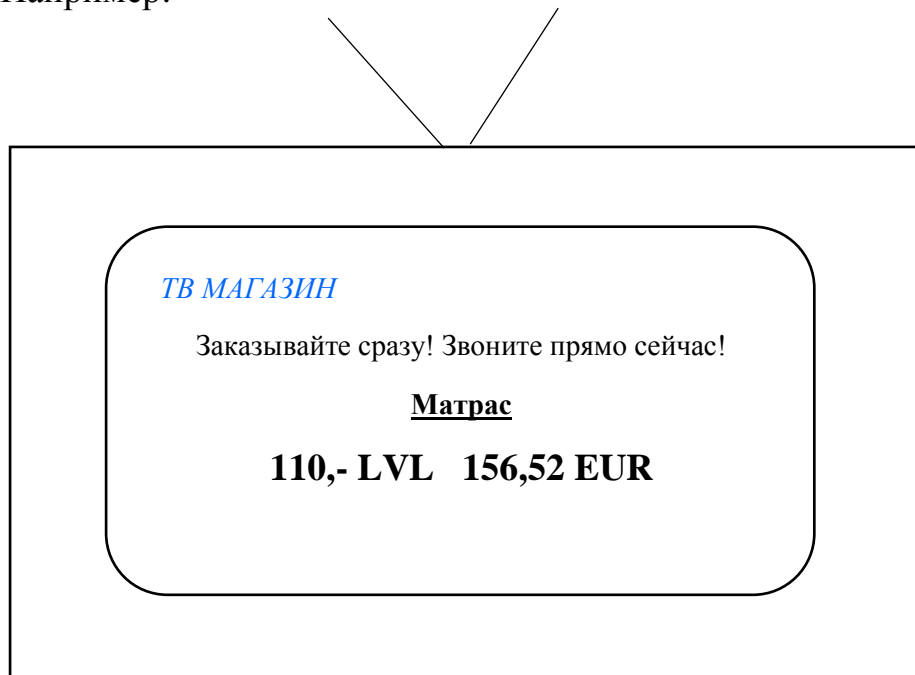 Например:
ТВ МАГАЗИН
Заказывайте сразу! Звоните прямо сейчас!
Матрас
110,- LVL 156,52 EUR